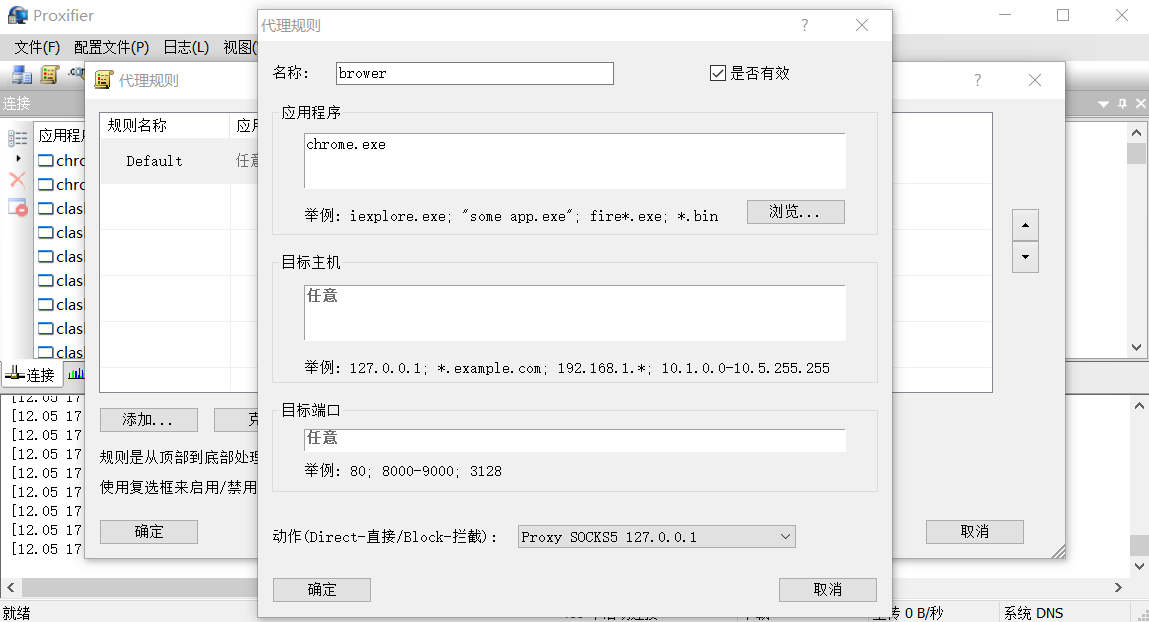 Proxifier
文件(F) 配置文件(P) 日志(L) 视图(
连接
应用程
chro
chro
clas
clas
clas
clas
clas
clas
clas
连接
[12.05 17
[12.05 17
[12.05 17
[12.05 17
[12.05 17
[12.05 17
[12.05 17
[12.05 17
[12.05 17
就绪
0 B/秒
系统 DNS
代理规则
?
规则名称
应用
Default
任意
添加...
规则是从顶部到底部处理
使用复选框来启用/禁用
确定
取消
代理规则
?
名称:
brower
是否有效
应用程序
chrome.exe
举例: iexplore.exe; "some app.exe"; fire*.exe; *.bin
浏览...
目标主机
任意
举例: 127.0.0.1; *.example.com; 192.168.1.*; 10.1.0.0-10.5.255.255
目标端口
任意
举例: 80; 8000-9000; 3128
动作(Direct-直接/Block-拦截):
Proxy SOCKS5 127.0.0.1
确定
取消